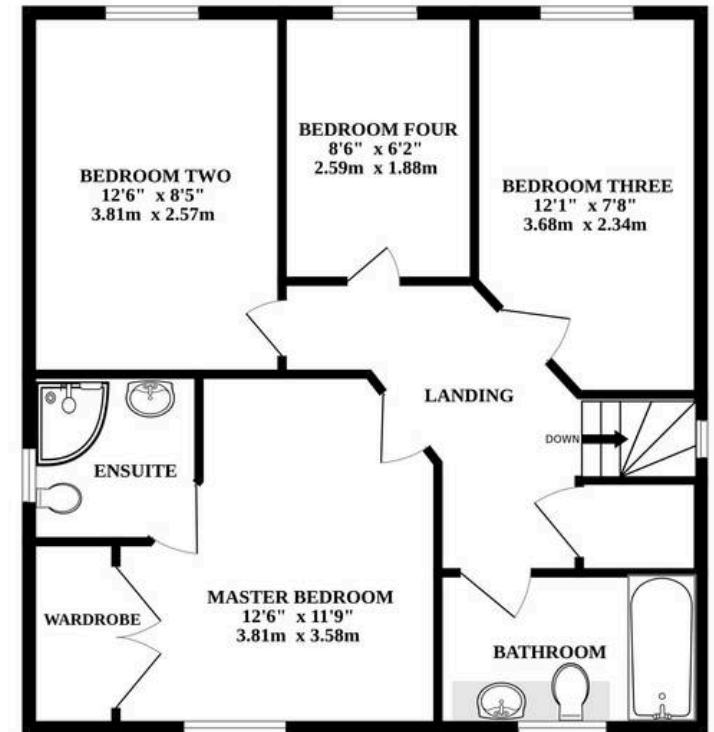 BEDROOM TWO
12'6" x 8'5"
3.81m x 2.57m
BEDROOM FOUR
8'6" x 6'2"
2.59m x 1.88m
BEDROOM THREE
12'1" x 7'8"
3.68m x 2.34m
LANDING
DOWN
ENSUITE
WARDROBE
MASTER BEDROOM
12'6" x 11'9"
3.81m x 3.58m
BATHROOM